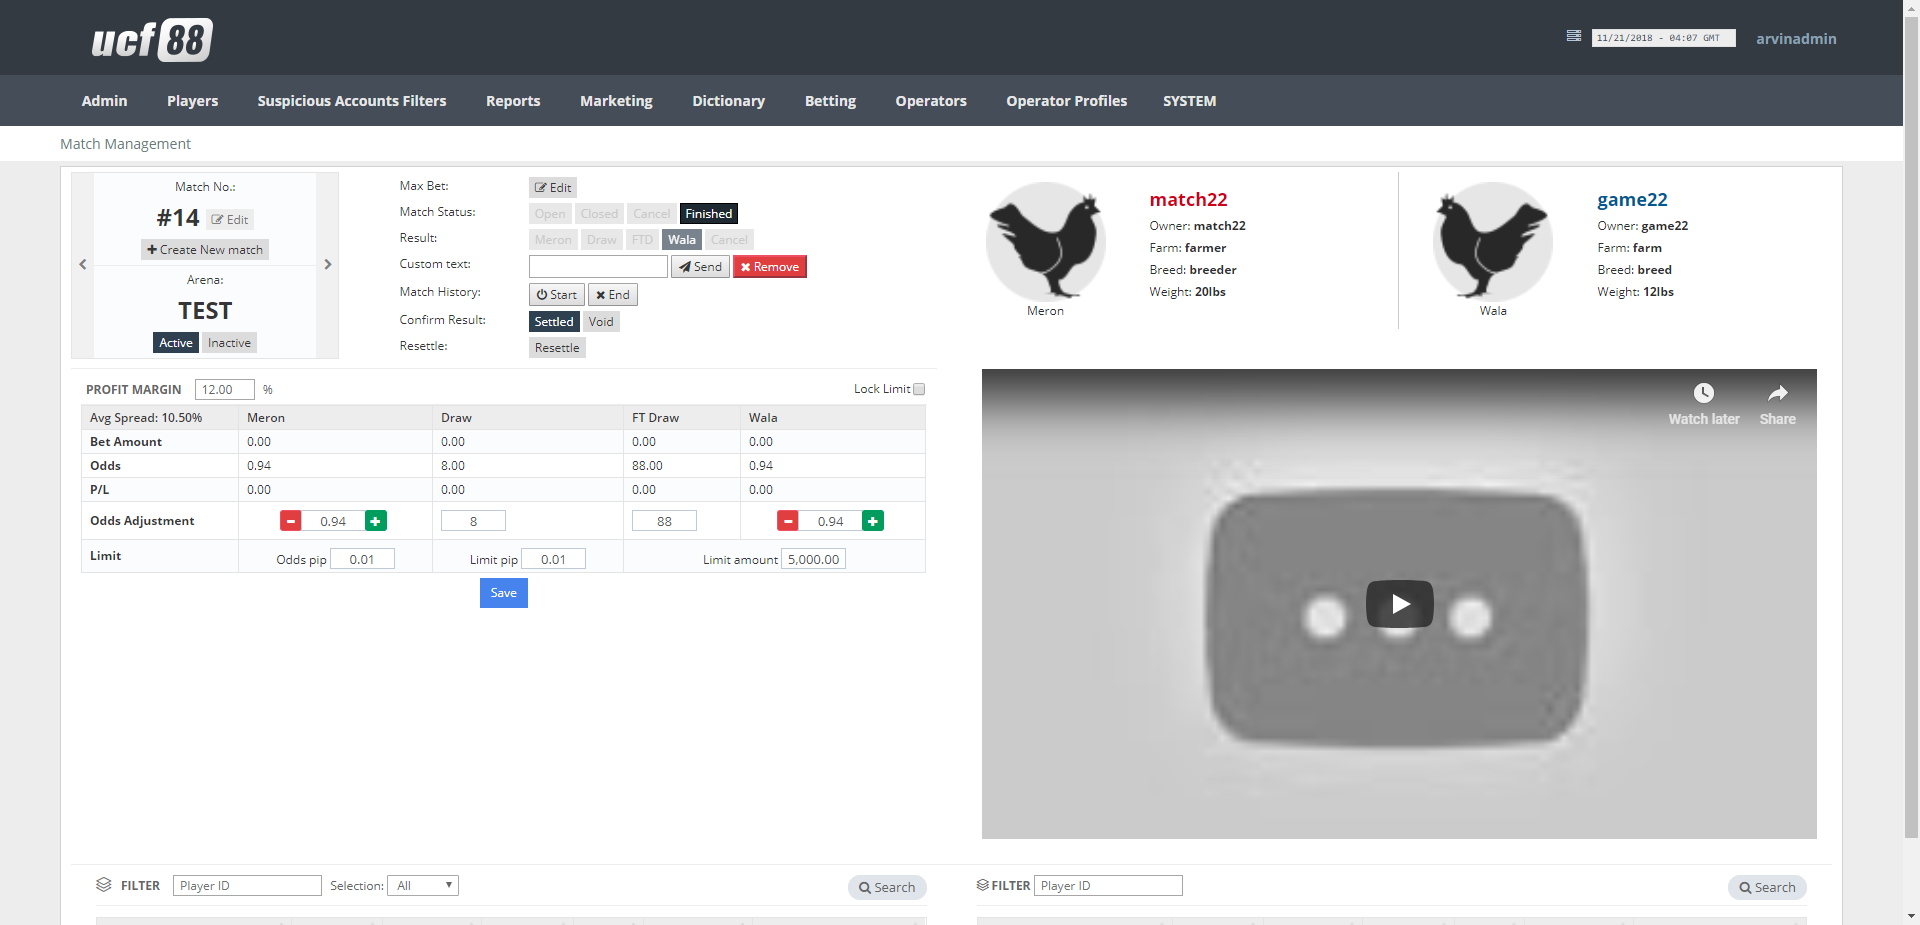 ucf 88
11/21/2018 - 04:07 GMT
arvinadmin
Admin Players Suspicious Accounts Filters Reports Marketing Dictionary Betting Operators Operator Profiles SYSTEM
Match Management
Match No.:
#14 Edit
Create New match
Arena:
TEST
Active Inactive
Max Bet: Edit
Match Status: Open Closed Cancel Finished
Result: Meron Draw FTD Wala Cancel
Custom text: Send Remove
Match History: Start End
Confirm Result: Settled Void
Resettle: Resettle
Meron
match22
Owner: match22
Farm: farmer
Breed: breeder
Weight: 20lbs
Wala
game22
Owner: game22
Farm: farm
Breed: breed
Weight: 12lbs
PROFIT MARGIN 12.00 %
Lock Limit
Avg Spread: 10.50% Meron Draw FT Draw Wala
Bet Amount 0.00 0.00 0.00 0.00
Odds 0.94 8.00 88.00 0.94
P/L 0.00 0.00 0.00 0.00
Odds Adjustment 0.94 8 88 0.94
Limit Odds pip 0.01 Limit pip 0.01 Limit amount 5,000.00
Save
Watch later Share
FILTER Player ID Selection: All Search
FILTER Player ID Search